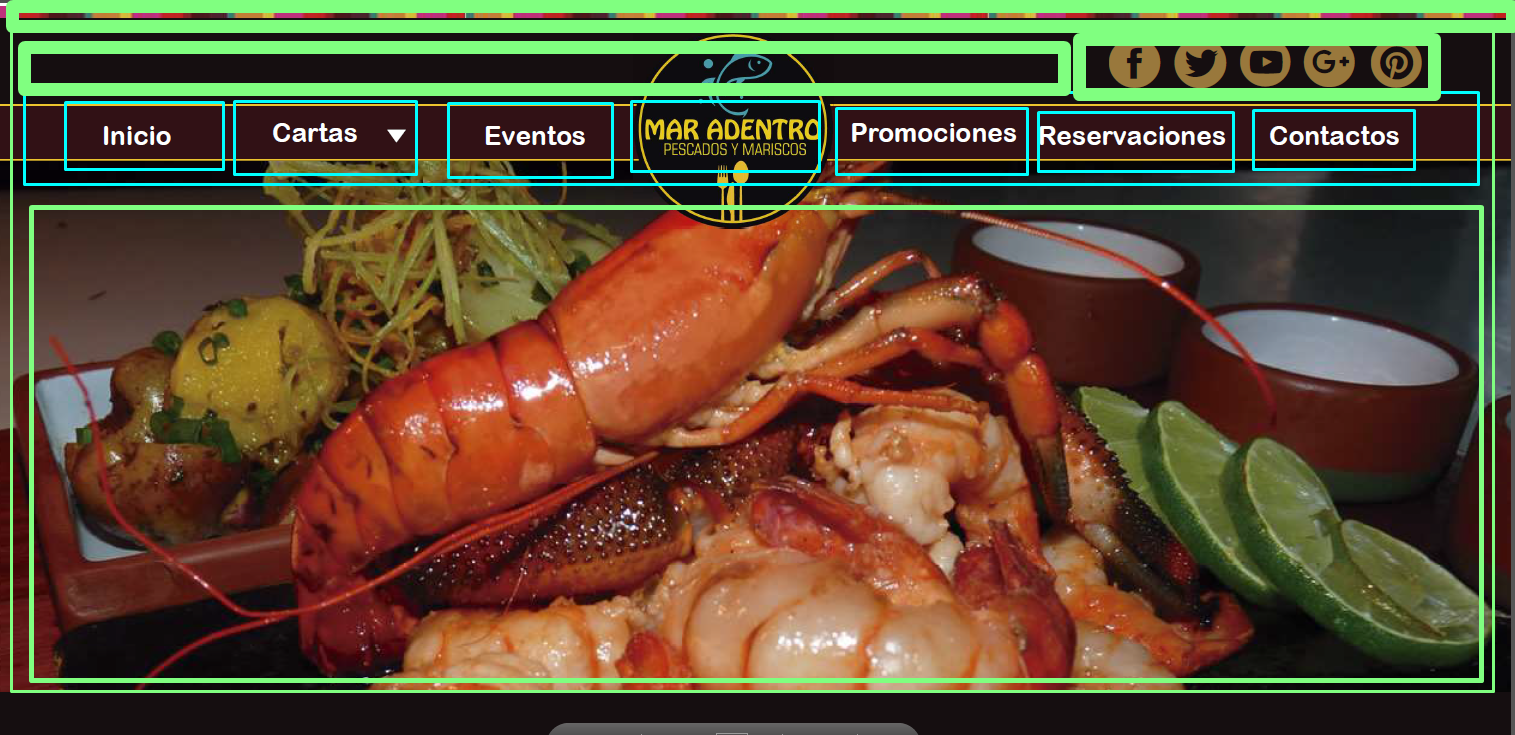 Inicio
Cartas
Eventos
MAR ADENTRO
PESCADOS Y MARISCOS
Promociones
Reservaciones
Contactos